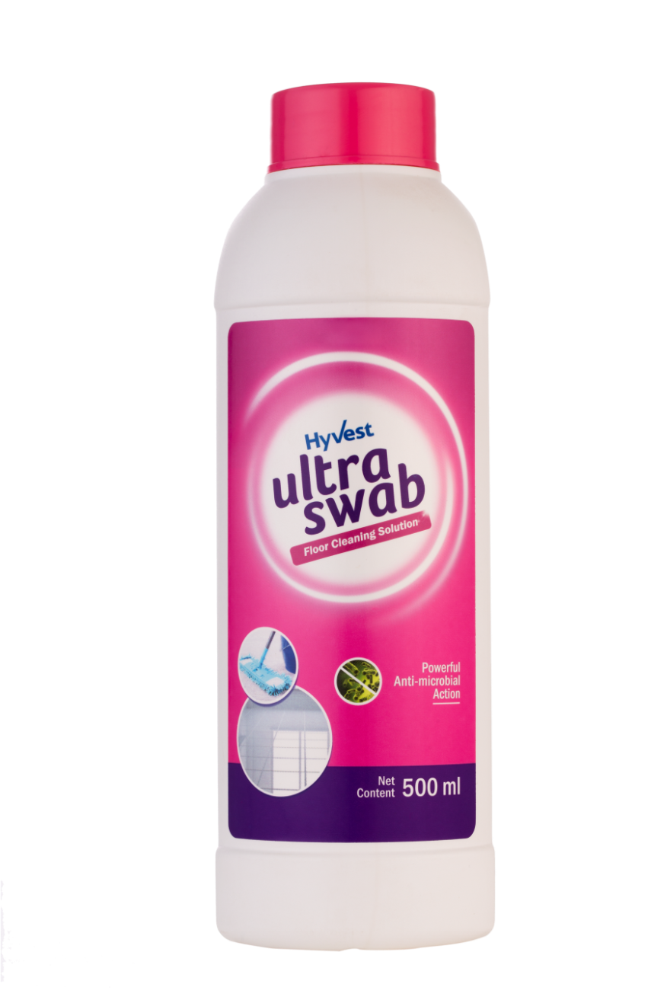 HyVest
ultra
swab
Floor Cleaning Solution
Powerful
Anti-microbial
Action
Net
Content 500 ml